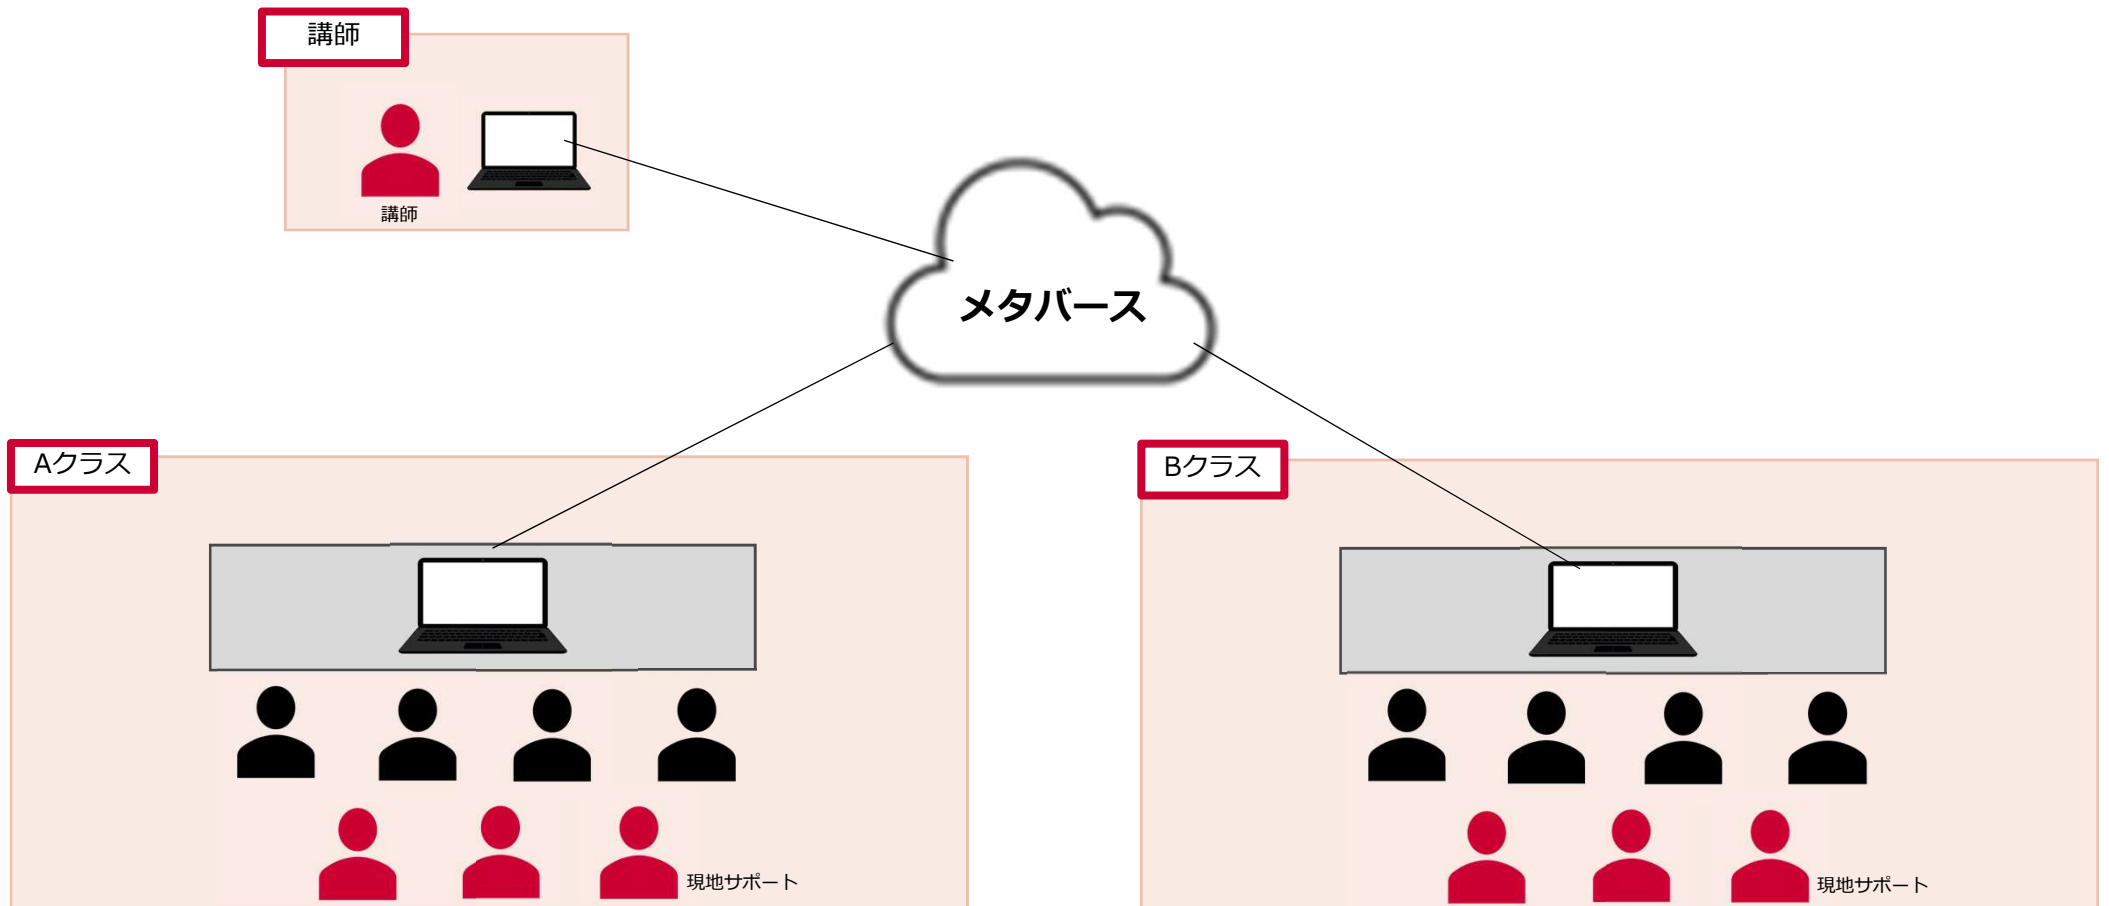 講師
講師
メタバース
Aクラス
Bクラス
現地サポート
現地サポート